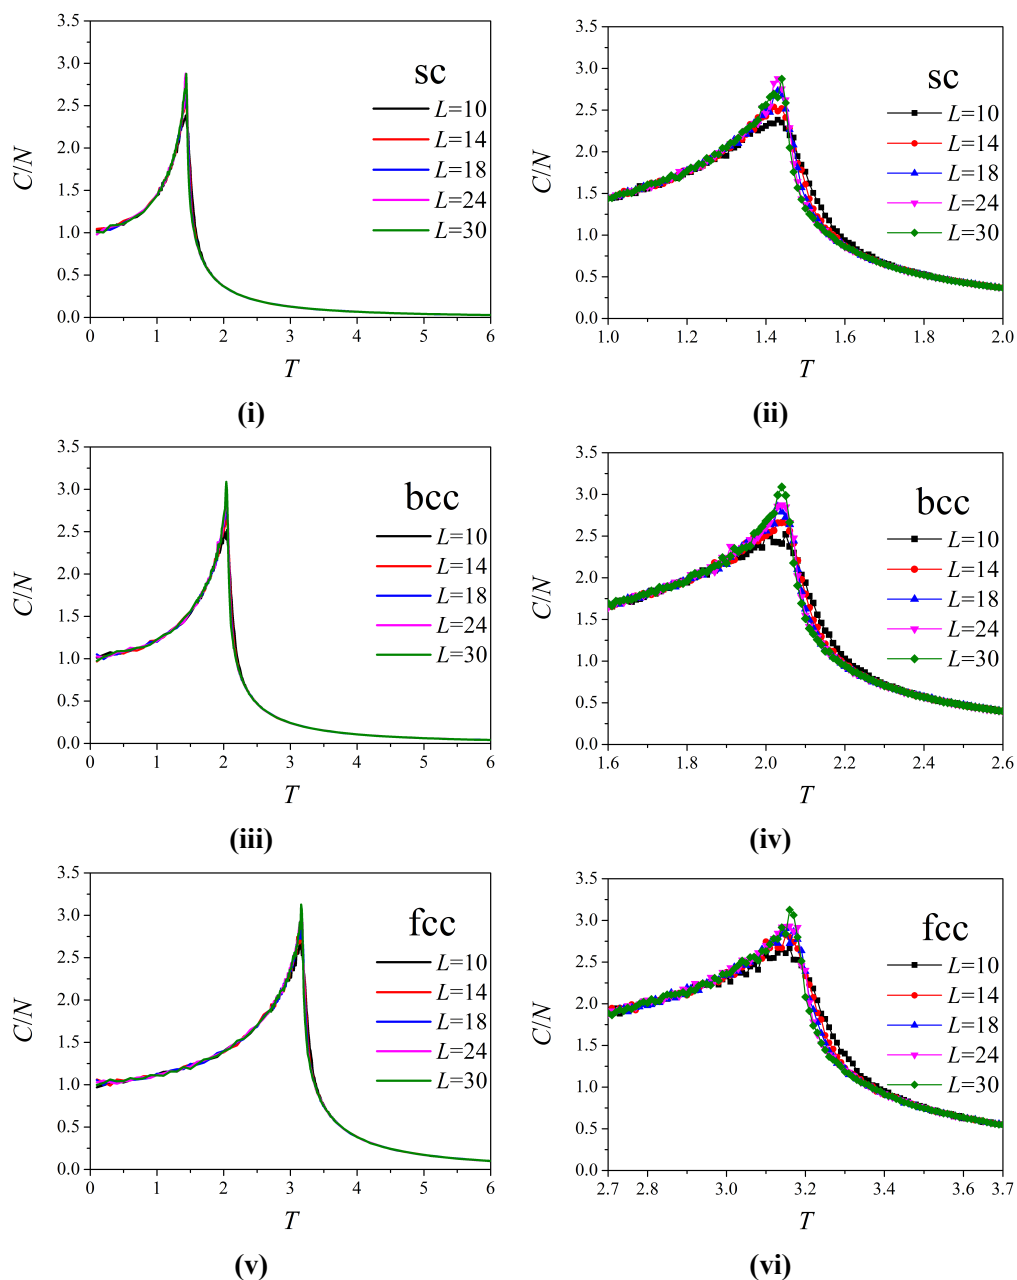 3.5
3.0
2.5
2.0
1.5
1.0
0.5
0.0
C/N
sc
L=10
L=14
L=18
L=24
L=30
0 1 2 3 4 5 6
T
(i)
3.5
3.0
2.5
2.0
1.5
1.0
0.5
0.0
C/N
sc
L=10
L=14
L=18
L=24
L=30
1.0 1.2 1.4 1.6 1.8 2.0
T
(ii)
3.5
3.0
2.5
2.0
1.5
1.0
0.5
0.0
C/N
bcc
L=10
L=14
L=18
L=24
L=30
0 1 2 3 4 5 6
T
(iii)
3.5
3.0
2.5
2.0
1.5
1.0
0.5
0.0
C/N
bcc
L=10
L=14
L=18
L=24
L=30
1.6 1.8 2.0 2.2 2.4 2.6
T
(iv)
3.5
3.0
2.5
2.0
1.5
1.0
0.5
0.0
C/N
fcc
L=10
L=14
L=18
L=24
L=30
0 1 2 3 4 5 6
T
(v)
3.5
3.0
2.5
2.0
1.5
1.0
0.5
0.0
C/N
fcc
L=10
L=14
L=18
L=24
L=30
2.7 2.8 3.0 3.2 3.4 3.6 3.7
T
(vi)